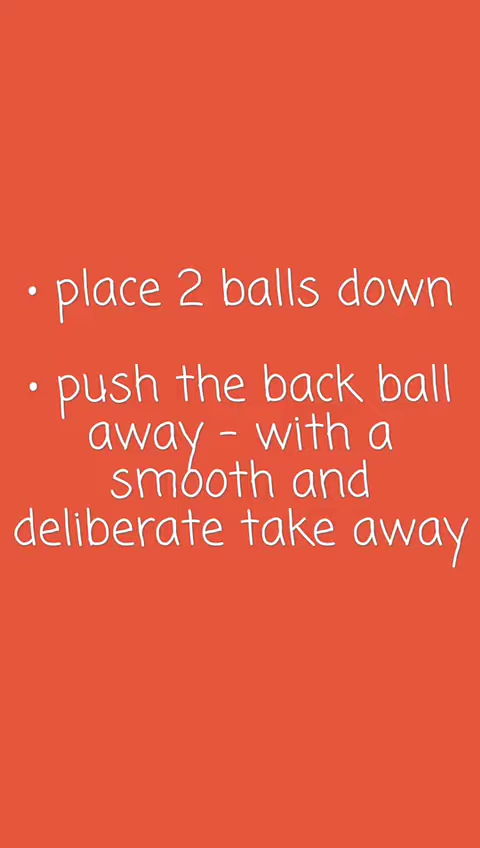 • place 2 balls down
• push the back ball
away - with a
smooth and
deliberate take away